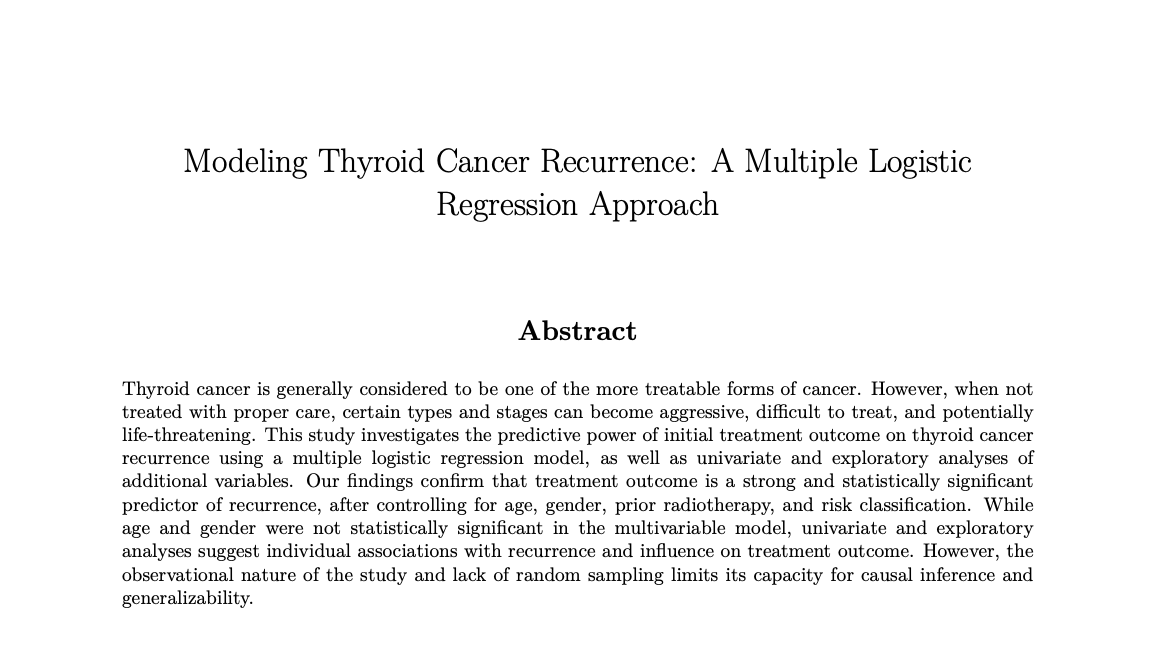 Modeling Thyroid Cancer Recurrence: A Multiple Logistic
Regression Approach
Abstract
Thyroid cancer is generally considered to be one of the more treatable forms of cancer. However, when not
treated with proper care, certain types and stages can become aggressive, difficult to treat, and potentially
life-threatening. This study investigates the predictive power of initial treatment outcome on thyroid cancer
recurrence using a multiple logistic regression model, as well as univariate and exploratory analyses of
additional variables. Our findings confirm that treatment outcome is a strong and statistically significant
predictor of recurrence, after controlling for age, gender, prior radiotherapy, and risk classification. While
age and gender were not statistically significant in the multivariable model, univariate and exploratory
analyses suggest individual associations with recurrence and influence on treatment outcome. However, the
observational nature of the study and lack of random sampling limits its capacity for causal inference and
generalizability.